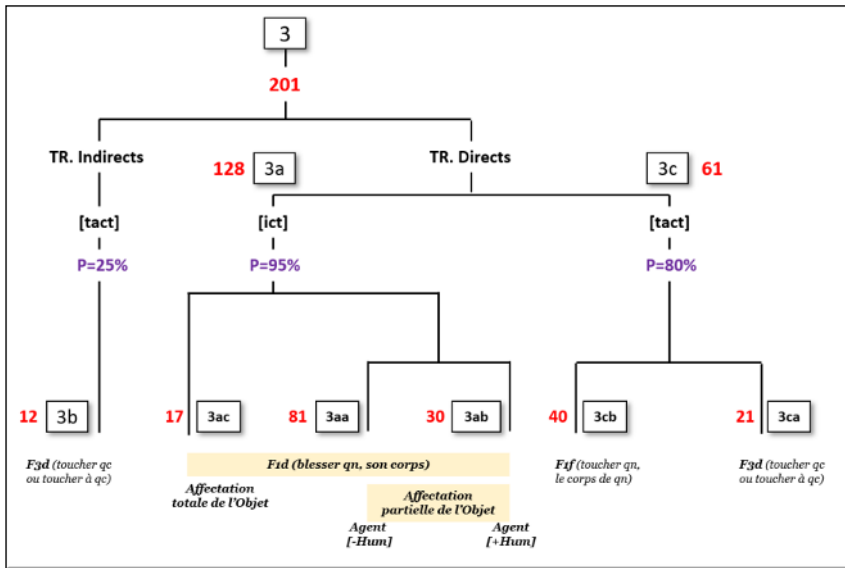 3
201
TR. Indirects
128 3a
TR. Directs
3c 61
[tact]
[ict]
[tact]
P=25%
P=95%
P=80%
12 3b
17 3ac
81 3aa
30 3ab
40 3cb
21 3ca
F3d (toucher qc
ou toucher à qc)
F1d (blesser qn, son corps)
F1f (toucher qn,
le corps de qn)
F3d (toucher qc
ou toucher à qc)
Affectation
totale de l'Objet
Affectation
partielle de l'Objet
Agent
[-Hum]
Agent
[+Hum]